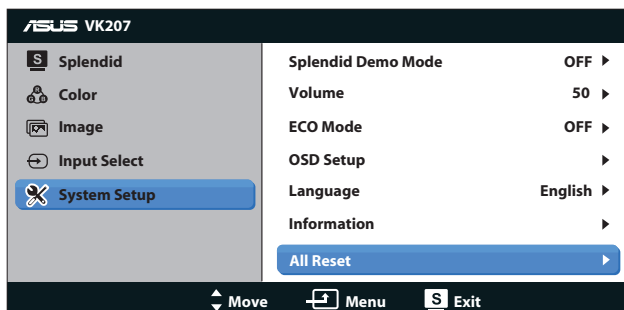 ASUS VK207
S Splendid
Color
Image
Input Select
System Setup
Splendid Demo Mode OFF
Volume 50
ECO Mode OFF
OSD Setup
Language English
Information
All Reset
Move Menu S Exit